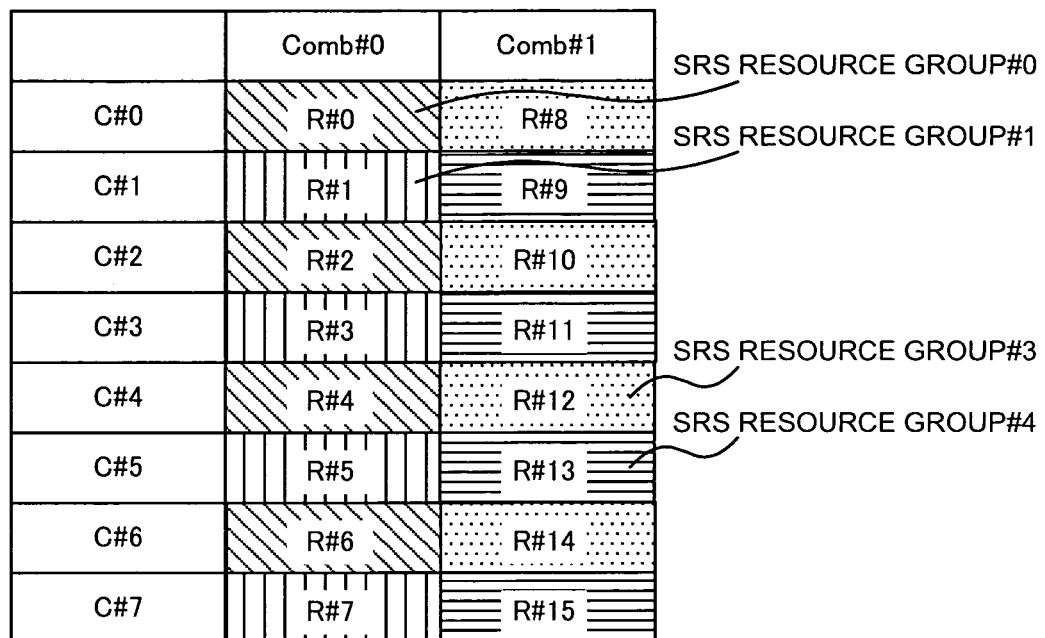 Comb#0 Comb#1
SRS RESOURCE GROUP#0
C#0 R#0 R#8
SRS RESOURCE GROUP#1
C#1 R#1 R#9
C#2 R#2 R#10
C#3 R#3 R#11
SRS RESOURCE GROUP#3
C#4 R#4 R#12
SRS RESOURCE GROUP#4
C#5 R#5 R#13
C#6 R#6 R#14
C#7 R#7 R#15